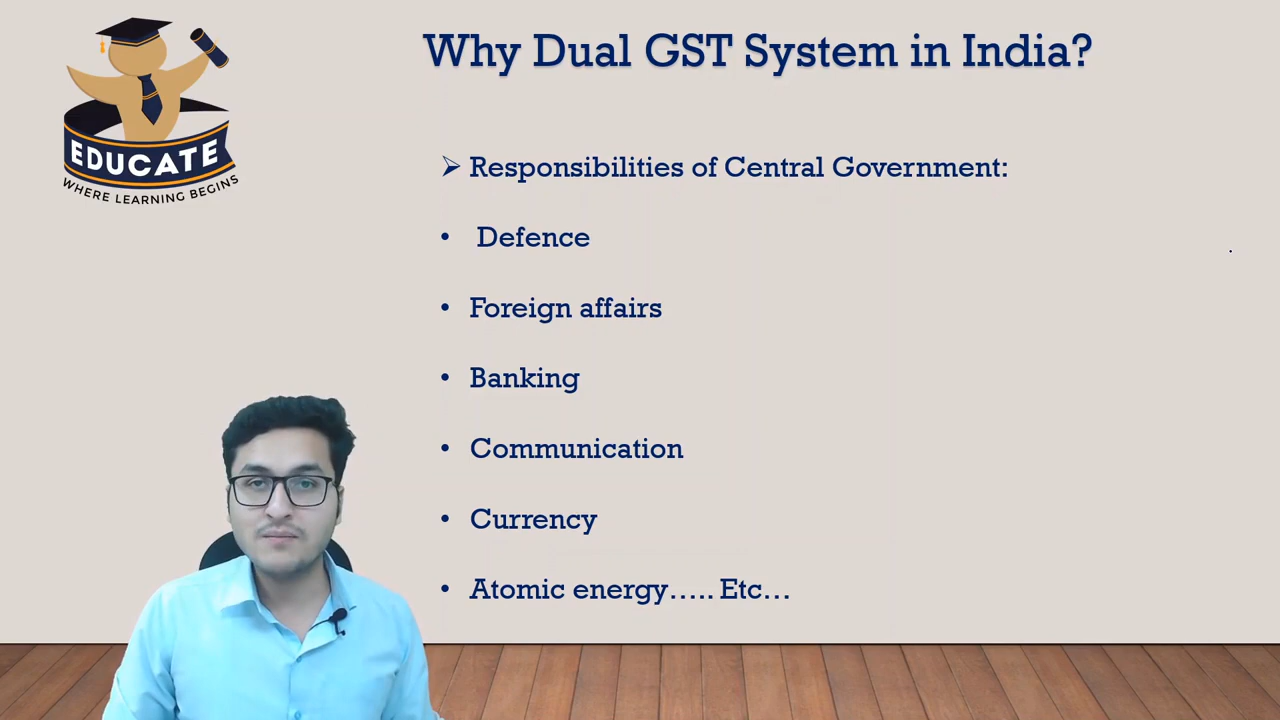 Why Dual GST System in India?
EDUCATE
WHERE LEARNING BEGINS
➢ Responsibilities of Central Government:
• Defence
• Foreign affairs
• Banking
• Communication
• Currency
• Atomic energy….. Etc…